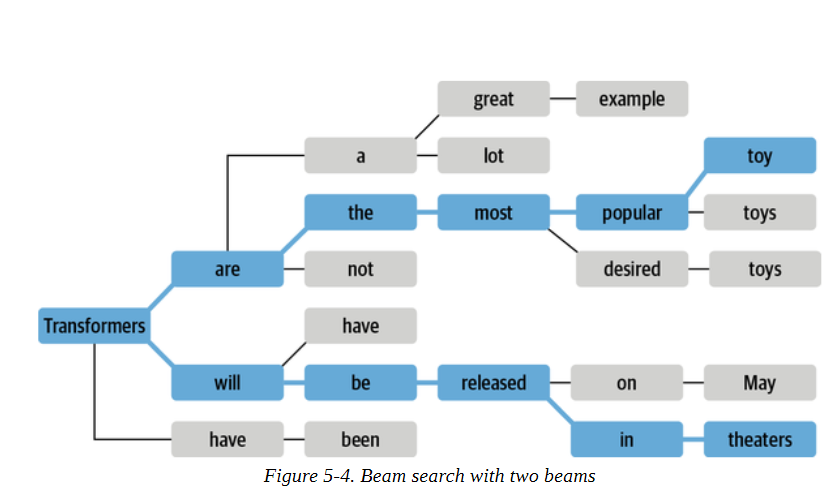 great example
a lot toy
the most popular toys
are not desired toys
Transformers have
will be released on May
have been in theaters
Figure 5-4. Beam search with two beams